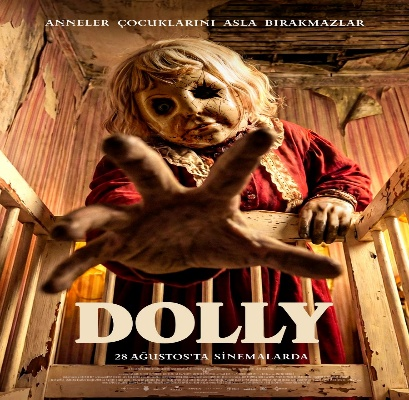 ANNELER ÇOCUKLARINI ASLA BIRAKMAZLAR
DOLLY
28 AĞUSTOS'TA SİNEMALARDA